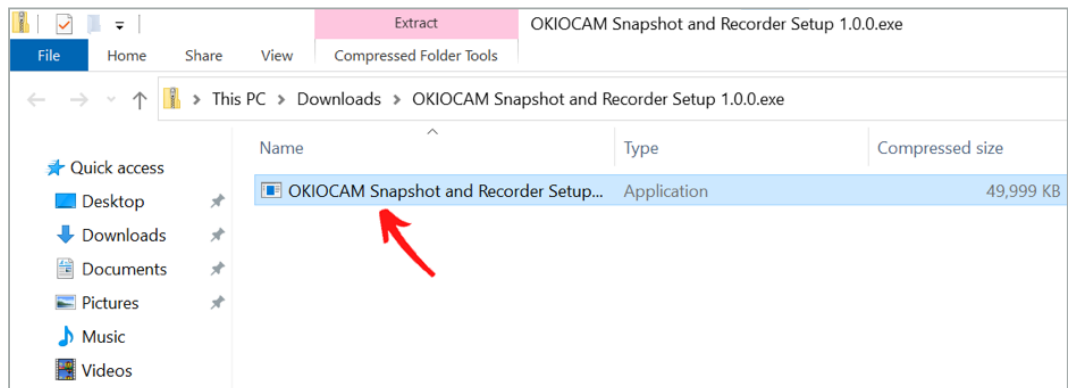 Extract OKIOCAM Snapshot and Recorder Setup 1.0.0.exe
File Home Share View Compressed Folder Tools
This PC > Downloads > OKIOCAM Snapshot and Recorder Setup 1.0.0.exe
Name Type Compressed size
Quick access
OKIOCAM Snapshot and Recorder Setup... Application 49,999 KB
Desktop
Downloads
Documents
Pictures
Music
Videos